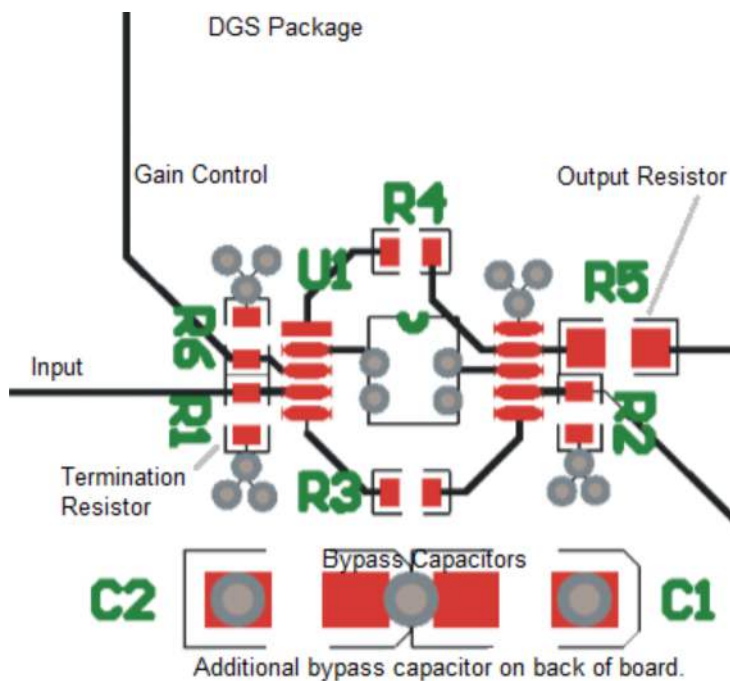 DGS Package
Gain Control
Output Resistor
R4
U1
R5
R6
Input
R1
R2
Termination
Resistor
R3
Bypass Capacitors
C2
C1
Additional bypass capacitor on back of board.